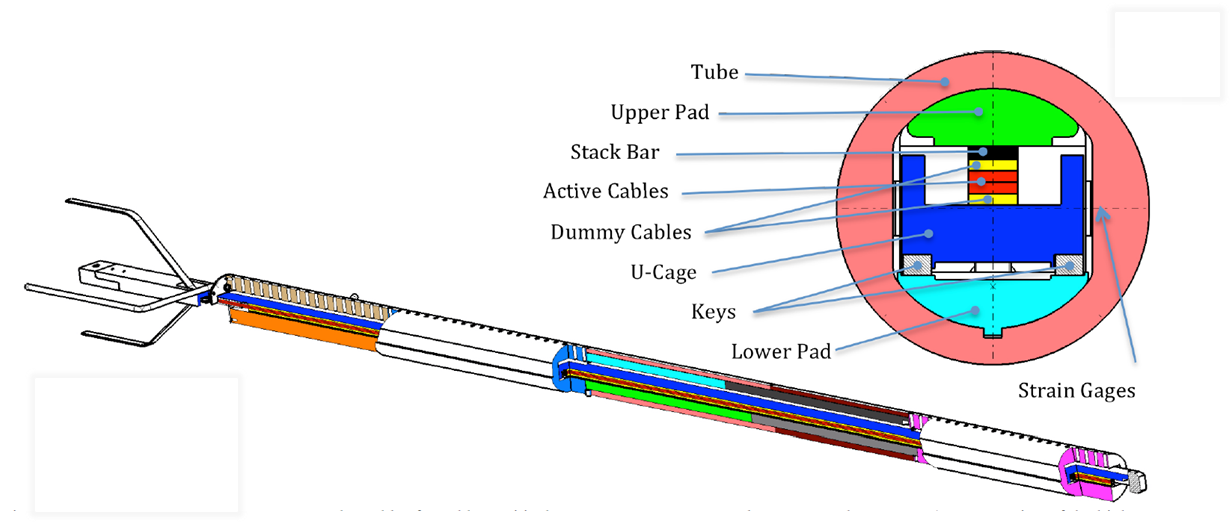 Tube
Upper Pad
Stack Bar
Active Cables
Dummy Cables
U-Cage
Keys
Lower Pad
Strain Gages